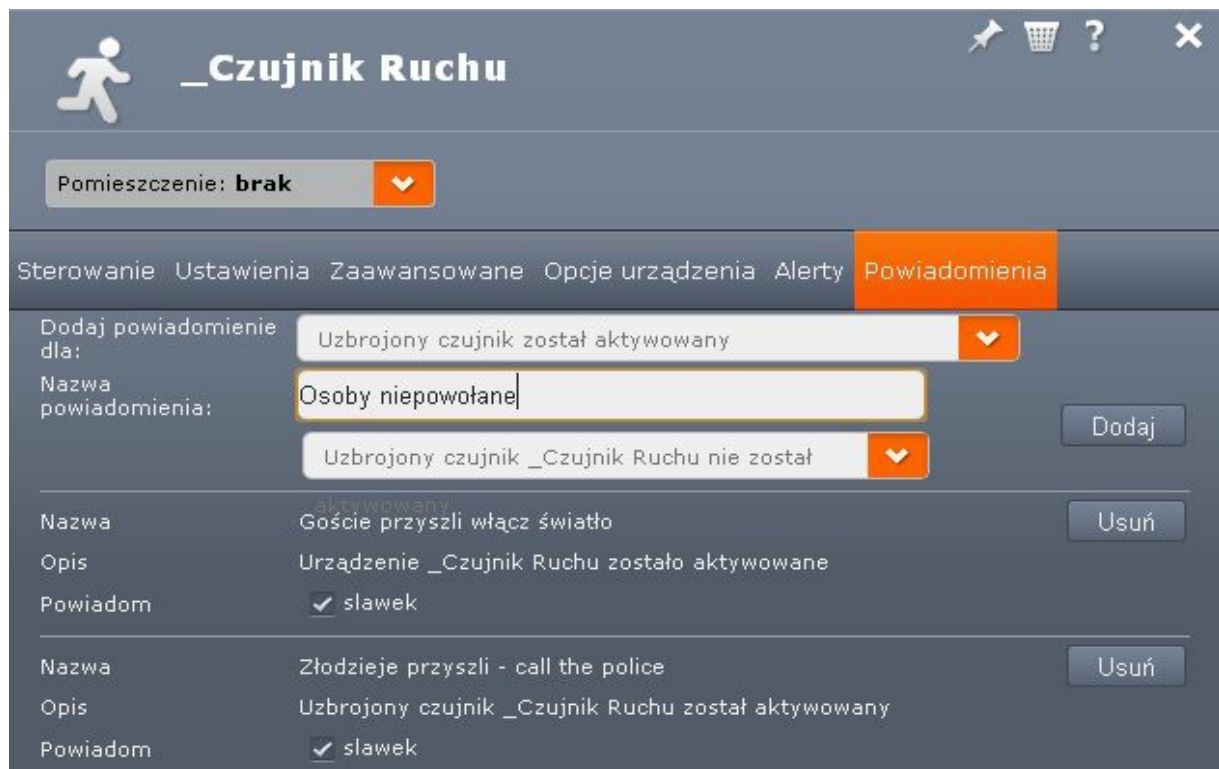 _Czujnik Ruchu
?
Pomieszczenie: brak
Sterowanie Ustawienia Zaawansowane Opcje urządzenia Alerty Powiadomienia
Dodaj powiadomienie dla:
Uzbrojony czujnik został aktywowany
Nazwa powiadomienia:
Osoby niepowołane
Dodaj
Uzbrojony czujnik _Czujnik Ruchu nie został
aktywowany
Nazwa Goście przyszli włącz światło Usuń
Opis Urządzenie _Czujnik Ruchu zostało aktywowane
Powiadom slawek
Nazwa Złodzieje przyszli - call the police Usuń
Opis Uzbrojony czujnik _Czujnik Ruchu został aktywowany
Powiadom slawek